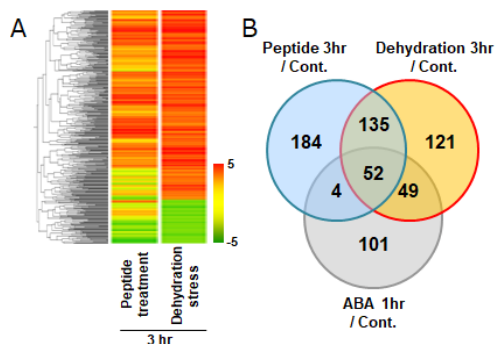 A
B
Peptide 3hr
/ Cont.
Dehydration 3hr
/ Cont.
184
135
121
52
4
49
101
ABA 1hr
/ Cont.
5
-5
Peptide
treatment
Dehydration
stress
3 hr